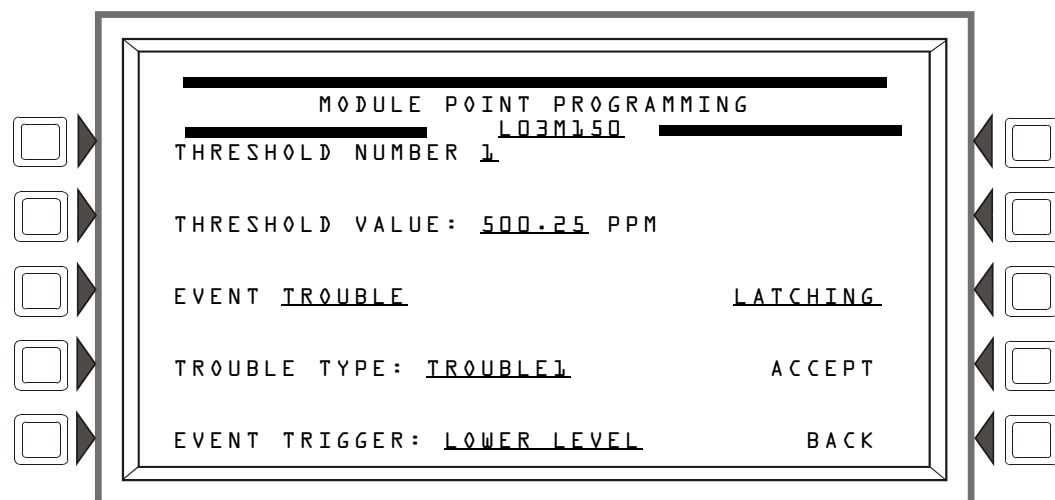 MODULE POINT PROGRAMMING
L03M150
THRESHOLD NUMBER 1
THRESHOLD VALUE: 500.25 PPM
EVENT TROUBLE LATCHING
TROUBLE TYPE: TROUBLE1 ACCEPT
EVENT TRIGGER: LOWER LEVEL BACK